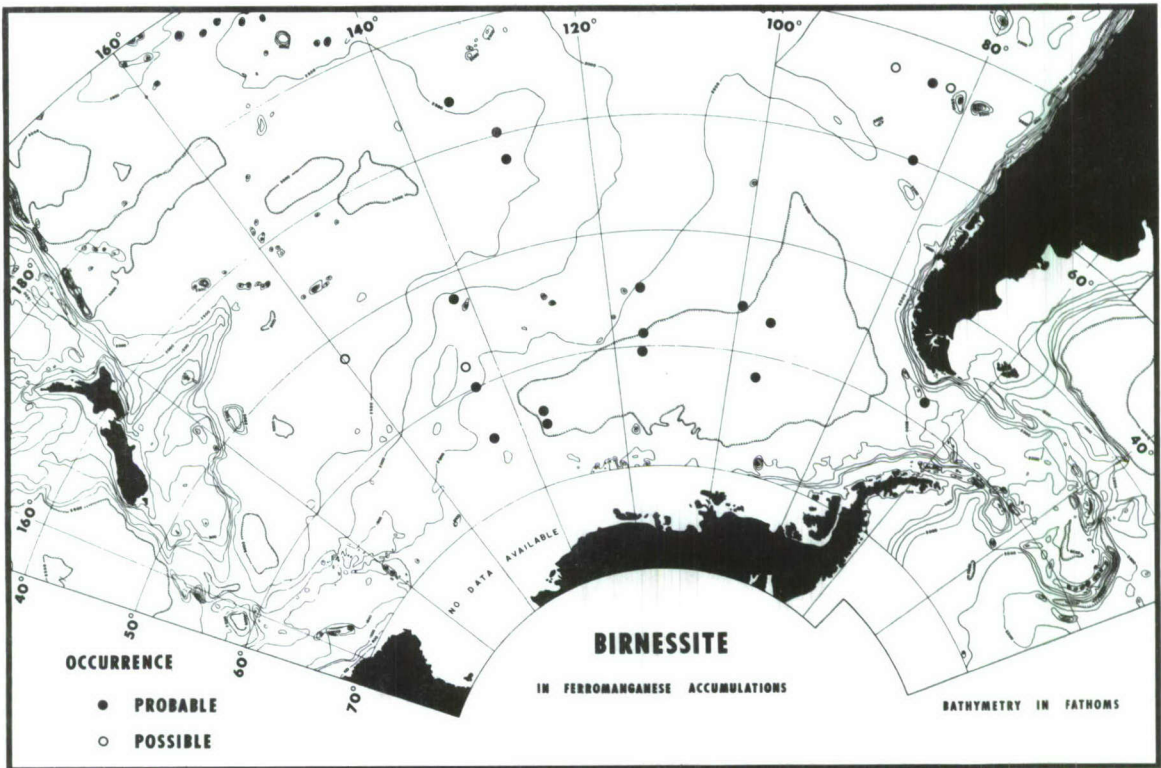 160°
140°
120°
100°
80°
180°
60°
160°
40°
40°
50°
60°
70°
NO DATA AVAILABLE
BIRNESSITE
IN FERROMANGANESE ACCUMULATIONS
BATHYMETRY IN FATHOMS
OCCURRENCE
PROBABLE
POSSIBLE